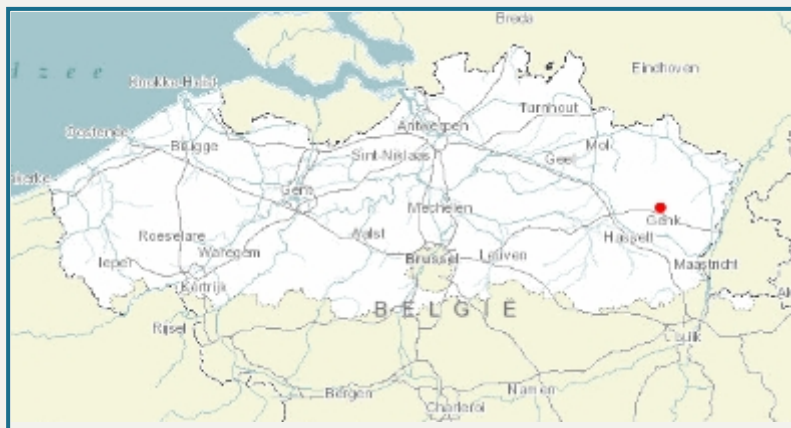 Breda
dzee
Eindhoven
Knokke-Heist
Turnhout
Antwerpen
Oostende
Mol
Brugge
Sint-Niklaas
Geel
Gent
Mechelen
Genk
Roeselare
Aalst
Hasselt
Waregem
Brussel
Leuven
Ieper
Maastricht
Kortrijk
BELGIË
Rijsel
Luik
Bergen
Namen
Charleroi